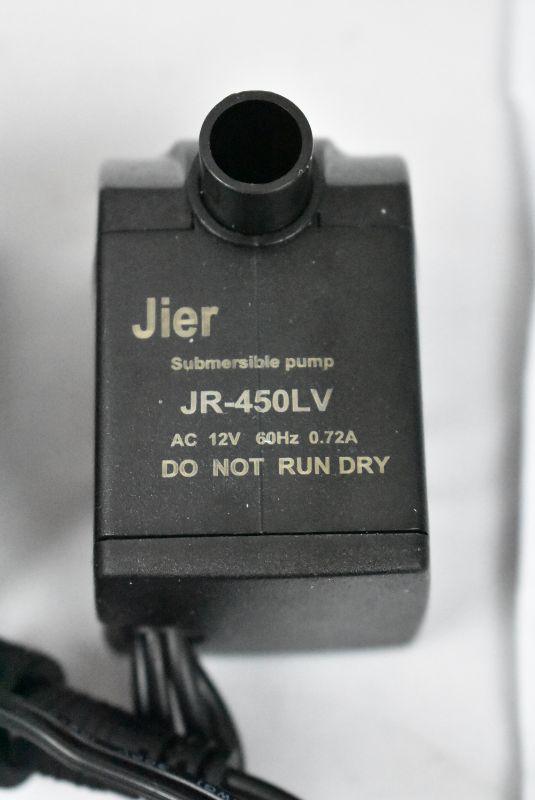 Jier
Submersible pump
JR-450LV
AC 12V 60Hz 0.72A
DO NOT RUN DRY